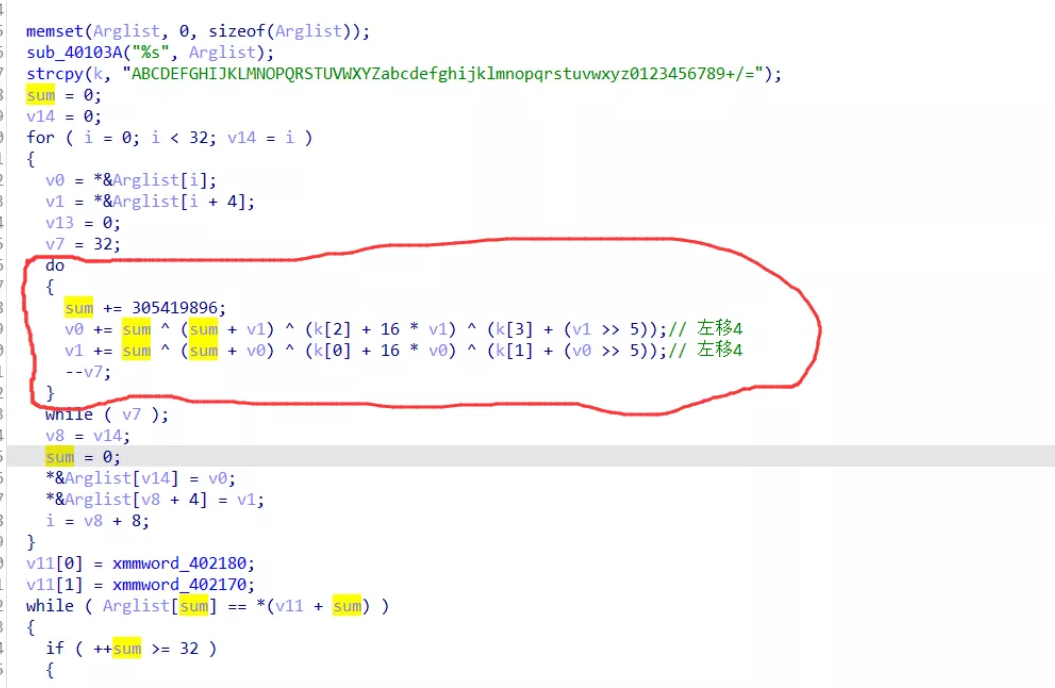 memset(Arglist, 0, sizeof(Arglist));
sub_40103A("%s", Arglist);
strcpy(k, "ABCDEFGHIJKLMNOPQRSTUVWXYZabcdefghijklmnopqrstuvwxyz0123456789+/=");
sum = 0;
v14 = 0;
for ( i = 0; i < 32; v14 = i )
{
v0 = *&Arglist[i];
v1 = *&Arglist[i + 4];
v13 = 0;
v7 = 32;
do
{
sum += 305419896;
v0 += sum ^ (sum + v1) ^ (k[2] + 16 * v1) ^ (k[3] + (v1 >> 5));// 左移4
v1 += sum ^ (sum + v0) ^ (k[0] + 16 * v0) ^ (k[1] + (v0 >> 5));// 左移4
--v7;
}
while ( v7 );
v8 = v14;
sum = 0;
*&Arglist[v14] = v0;
*&Arglist[v8 + 4] = v1;
i = v8 + 8;
}
v11[0] = xmmword_402180;
v11[1] = xmmword_402170;
while ( Arglist[sum] == *(v11 + sum) )
{
if ( ++sum >= 32 )
{